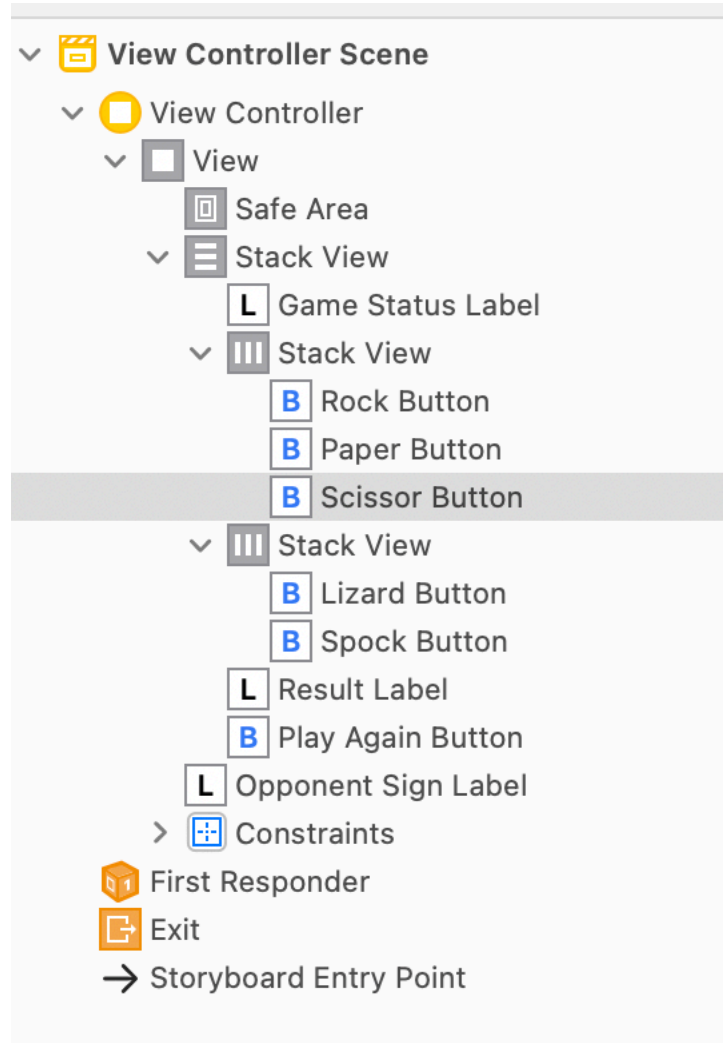 View Controller Scene
View Controller
View
Safe Area
Stack View
L Game Status Label
Stack View
B Rock Button
B Paper Button
B Scissor Button
Stack View
B Lizard Button
B Spock Button
L Result Label
B Play Again Button
L Opponent Sign Label
Constraints
1 First Responder
Exit
Storyboard Entry Point